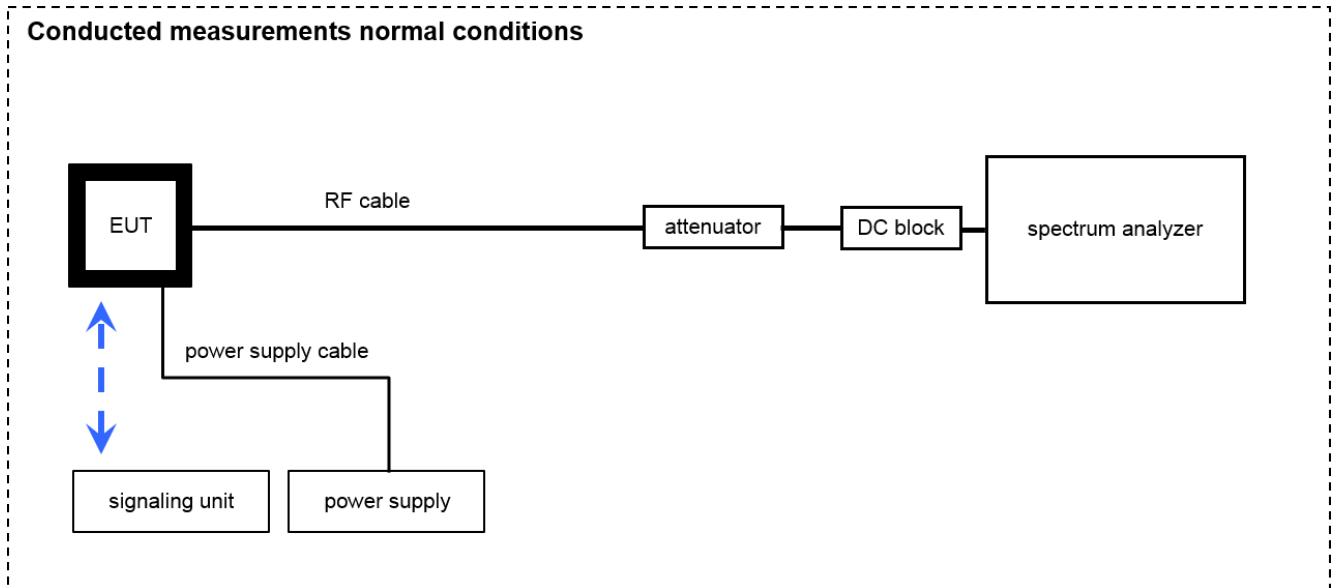 Conducted measurements normal conditions
RF cable
EUT
attenuator
DC block
spectrum analyzer
power supply cable
signaling unit
power supply